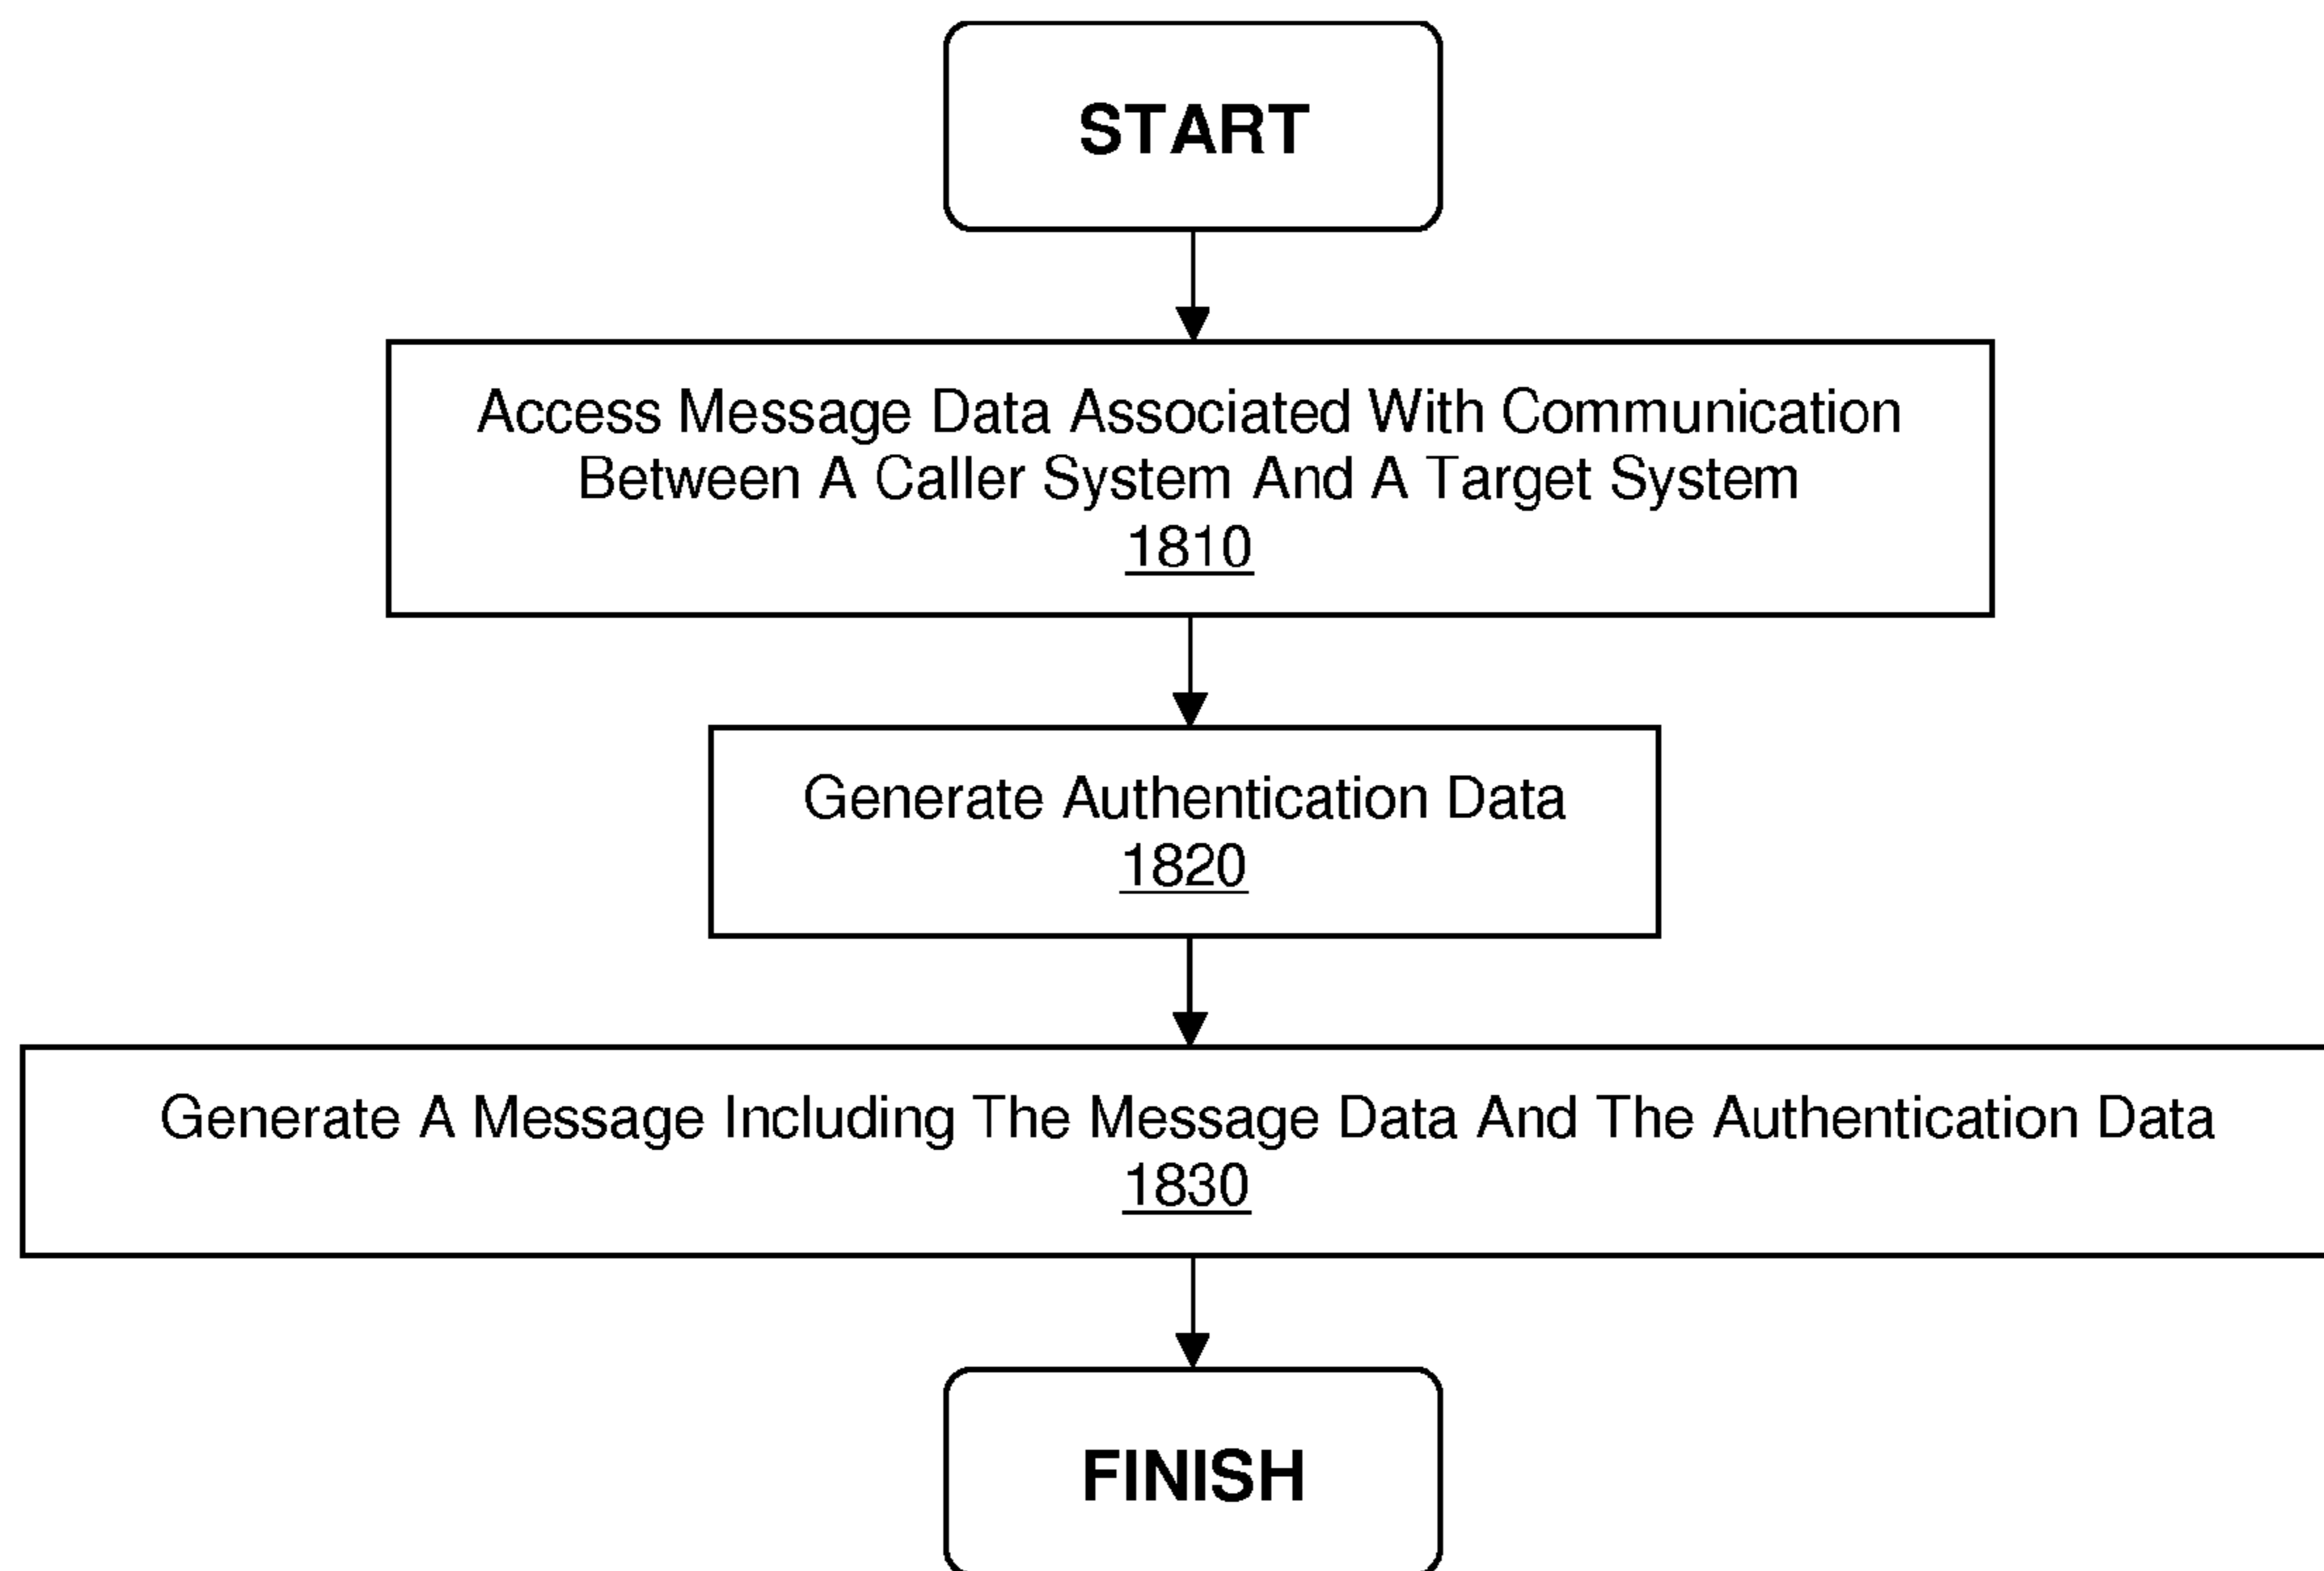 START
Access Message Data Associated With Communication
Between A Caller System And A Target System
1810
Generate Authentication Data
1820
Generate A Message Including The Message Data And The Authentication Data
1830
FINISH